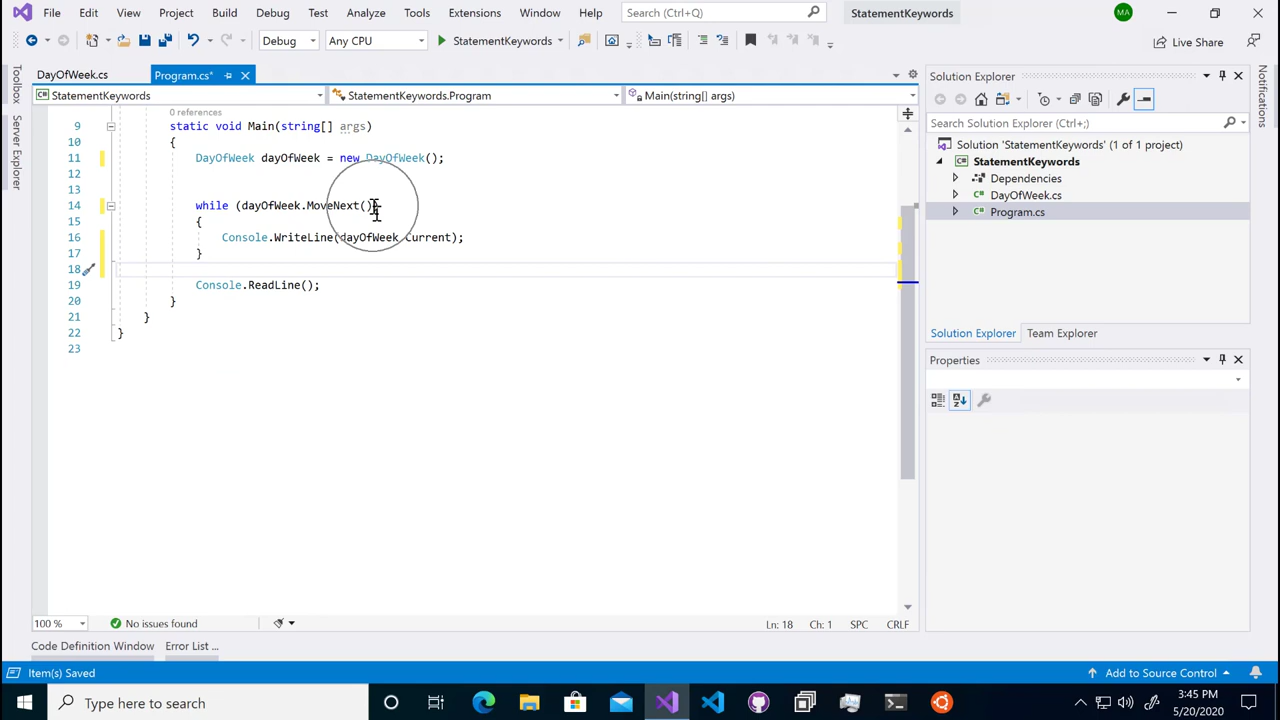 File Edit View Project Build Debug Test Analyze Tools Extensions Window Help Search (Ctrl+Q) StatementKeywords MA
Debug Any CPU StatementKeywords Live Share
Toolbox
Server Explorer
Notifications
DayOfWeek.cs Program.cs*
StatementKeywords StatementKeywords.Program Main(string[] args)
0 references
9 static void Main(string[] args)
10 {
11 DayOfWeek dayOfWeek = new DayOfWeek();
12
13
14 while (dayOfWeek.MoveNext())
15 {
16 Console.WriteLine(dayOfWeek.Current);
17 }
18
19 Console.ReadLine();
20 }
21 }
22 }
23
100 % No issues found Ln: 18 Ch: 1 SPC CRLF
Code Definition Window Error List ...
Solution Explorer
Search Solution Explorer (Ctrl+;)
Solution 'StatementKeywords' (1 of 1 project)
StatementKeywords
Dependencies
DayOfWeek.cs
Program.cs
Solution Explorer Team Explorer
Properties
Item(s) Saved Add to Source Control
Type here to search
3:45 PM
5/20/2020